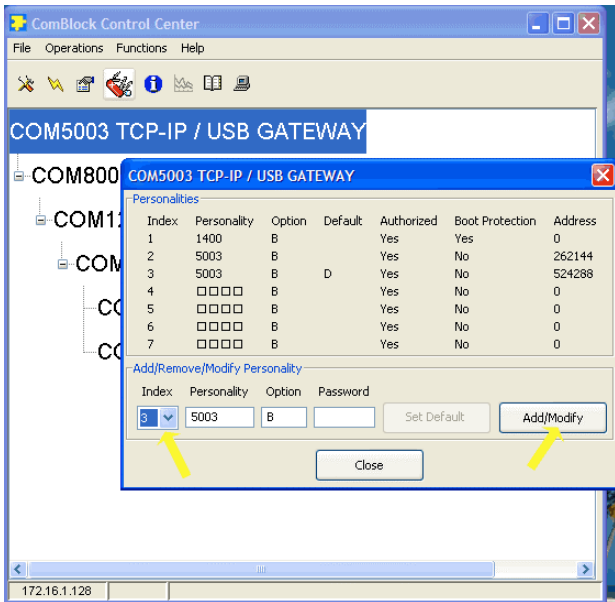 ComBlock Control Center
File Operations Functions Help
COM5003 TCP-IP / USB GATEWAY
COM800
COM5003 TCP-IP / USB GATEWAY
Personalities
Index Personality Option Default Authorized Boot Protection Address
1 1400 B Yes Yes 0
2 5003 B Yes No 262144
3 5003 B D Yes No 524288
4 □□□□ B Yes No 0
5 □□□□ B Yes No 0
6 □□□□ B Yes No 0
7 □□□□ B Yes No 0
COM1
COM
CO
CO
Add/Remove/Modify Personality
Index Personality Option Password
3 5003 B Set Default Add/Modify
Close
172.16.1.128